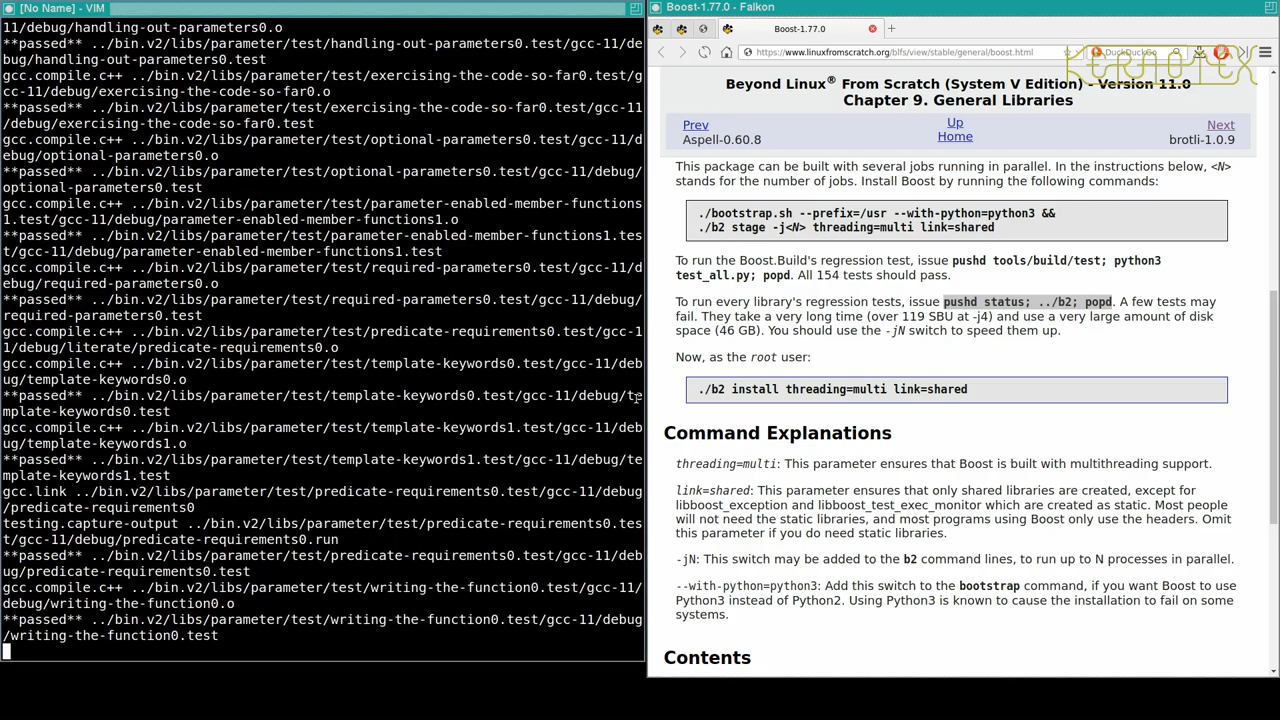 [No Name] - VIM
11/debug/handling-out-parameters0.o
**passed** ../bin.v2/libs/parameter/test/handling-out-parameters0.test/gcc-11/de
bug/handling-out-parameters0.test
gcc.compile.c++ ../bin.v2/libs/parameter/test/exercising-the-code-so-far0.test/g
cc-11/debug/exercising-the-code-so-far0.o
**passed** ../bin.v2/libs/parameter/test/exercising-the-code-so-far0.test/gcc-11
/debug/exercising-the-code-so-far0.test
gcc.compile.c++ ../bin.v2/libs/parameter/test/optional-parameters0.test/gcc-11/d
ebug/optional-parameters0.o
**passed** ../bin.v2/libs/parameter/test/optional-parameters0.test/gcc-11/debug/
optional-parameters0.test
gcc.compile.c++ ../bin.v2/libs/parameter/test/parameter-enabled-member-functions
1.test/gcc-11/debug/parameter-enabled-member-functions1.o
**passed** ../bin.v2/libs/parameter/test/parameter-enabled-member-functions1.tes
t/gcc-11/debug/parameter-enabled-member-functions1.test
gcc.compile.c++ ../bin.v2/libs/parameter/test/required-parameters0.test/gcc-11/d
ebug/required-parameters0.o
**passed** ../bin.v2/libs/parameter/test/required-parameters0.test/gcc-11/debug/
required-parameters0.test
gcc.compile.c++ ../bin.v2/libs/parameter/test/predicate-requirements0.test/gcc-1
1/debug/literate/predicate-requirements0.o
gcc.compile.c++ ../bin.v2/libs/parameter/test/template-keywords0.test/gcc-11/deb
ug/template-keywords0.o
**passed** ../bin.v2/libs/parameter/test/template-keywords0.test/gcc-11/debug/te
mplate-keywords0.test
gcc.compile.c++ ../bin.v2/libs/parameter/test/template-keywords1.test/gcc-11/deb
ug/template-keywords1.o
**passed** ../bin.v2/libs/parameter/test/template-keywords1.test/gcc-11/debug/te
mplate-keywords1.test
gcc.link ../bin.v2/libs/parameter/test/predicate-requirements0.test/gcc-11/debug
/predicate-requirements0
testing.capture-output ../bin.v2/libs/parameter/test/predicate-requirements0.tes
t/gcc-11/debug/predicate-requirements0.run
**passed** ../bin.v2/libs/parameter/test/predicate-requirements0.test/gcc-11/deb
ug/predicate-requirements0.test
gcc.compile.c++ ../bin.v2/libs/parameter/test/writing-the-function0.test/gcc-11/
debug/writing-the-function0.o
**passed** ../bin.v2/libs/parameter/test/writing-the-function0.test/gcc-11/debug
/writing-the-function0.test
Boost-1.77.0 - Falkon
Boost-1.77.0
https://www.linuxfromscratch.org/blfs/view/stable/general/boost.html
DuckDuckGo
KERNOTEX
Beyond Linux® From Scratch (System V Edition) - Version 11.0
Chapter 9. General Libraries
Prev Up Next
Aspell-0.60.8 Home brotli-1.0.9
This package can be built with several jobs running in parallel. In the instructions below, <N>
stands for the number of jobs. Install Boost by running the following commands:
./bootstrap.sh --prefix=/usr --with-python=python3 &&
./b2 stage -j<N> threading=multi link=shared
To run the Boost.Build's regression test, issue pushd tools/build/test; python3
test_all.py; popd. All 154 tests should pass.
To run every library's regression tests, issue pushd status; ../b2; popd. A few tests may
fail. They take a very long time (over 119 SBU at -j4) and use a very large amount of disk
space (46 GB). You should use the -jN switch to speed them up.
Now, as the root user:
./b2 install threading=multi link=shared
Command Explanations
threading=multi: This parameter ensures that Boost is built with multithreading support.
link=shared: This parameter ensures that only shared libraries are created, except for
libboost_exception and libboost_test_exec_monitor which are created as static. Most people
will not need the static libraries, and most programs using Boost only use the headers. Omit
this parameter if you do need static libraries.
-jN: This switch may be added to the b2 command lines, to run up to N processes in parallel.
--with-python=python3: Add this switch to the bootstrap command, if you want Boost to use
Python3 instead of Python2. Using Python3 is known to cause the installation to fail on some
systems.
Contents